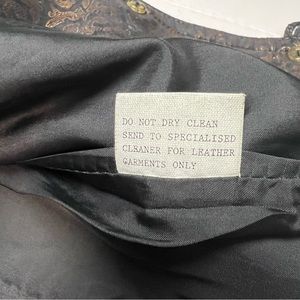 DO NOT DRY CLEAN
SEND TO SPECIALISED
CLEANER FOR LEATHER
GARMENTS ONLY